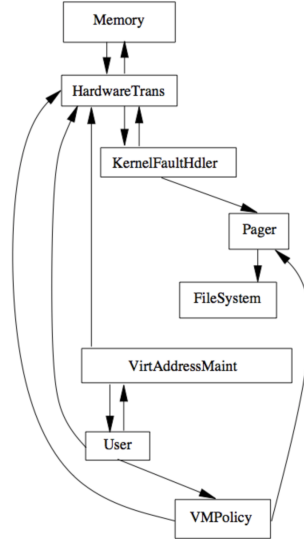 Memory
HardwareTrans
KernelFaultHdler
Pager
FileSystem
VirtAddressMaint
User
VMPolicy